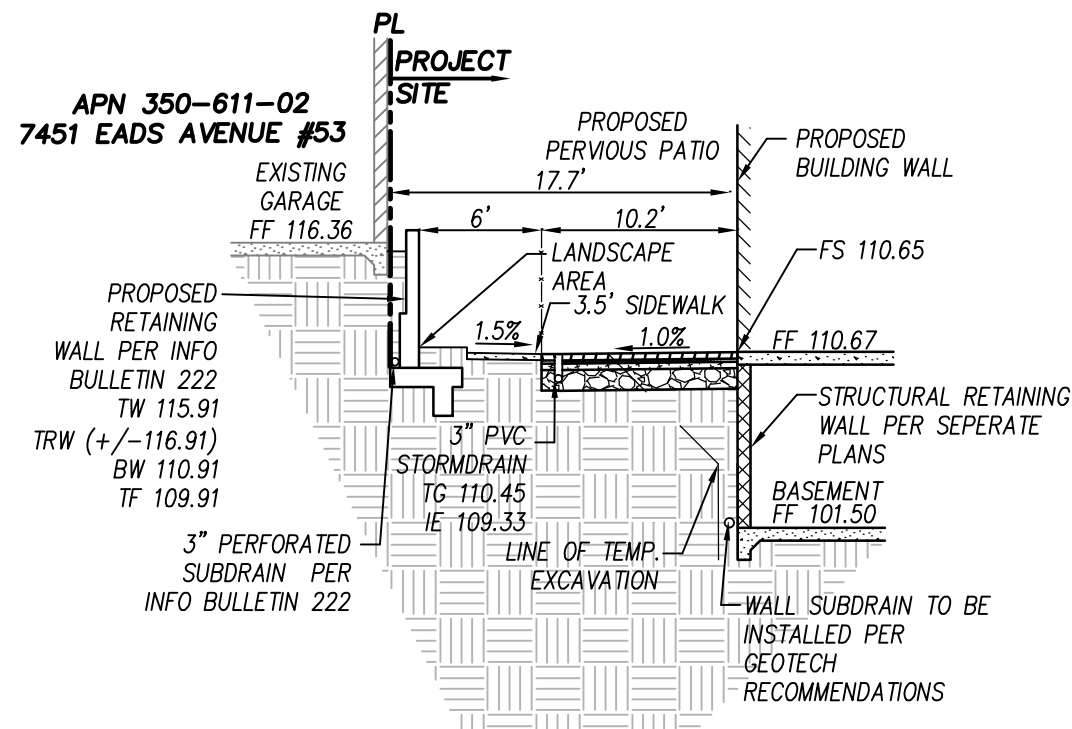 PL
PROJECT
SITE
APN 350-611-02
7451 EADS AVENUE #53
EXISTING
GARAGE
FF 116.36
PROPOSED
PERVIOUS PATIO
17.7'
6'
10.2'
PROPOSED
BUILDING WALL
FS 110.65
LANDSCAPE
AREA
3.5' SIDEWALK
1.5%
1.0%
FF 110.67
PROPOSED
RETAINING
WALL PER INFO
BULLETIN 222
TW 115.91
TRW (+/-116.91)
BW 110.91
TF 109.91
3" PVC
STORMDRAIN
TG 110.45
IE 109.33
STRUCTURAL RETAINING
WALL PER SEPERATE
PLANS
BASEMENT
FF 101.50
3" PERFORATED
SUBDRAIN PER
INFO BULLETIN 222
LINE OF TEMP.
EXCAVATION
WALL SUBDRAIN TO BE
INSTALLED PER
GEOTECH
RECOMMENDATIONS